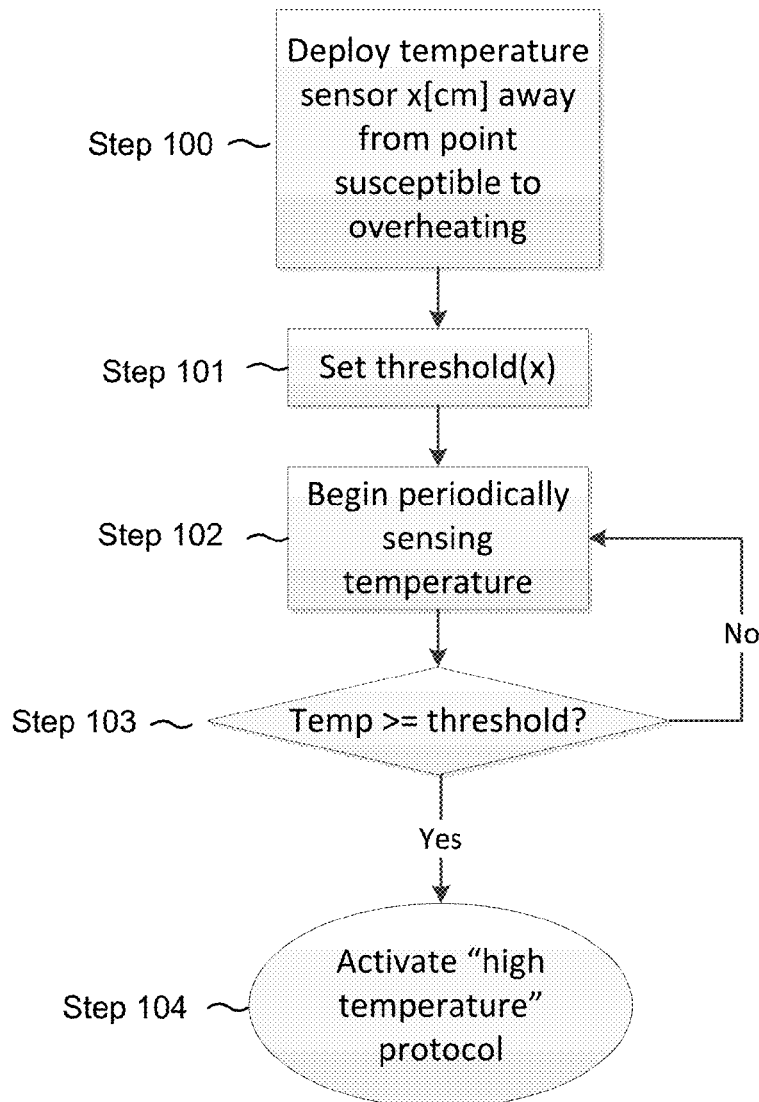 Deploy temperature
sensor x[cm] away
from point
susceptible to
overheating
Step 100
Set threshold(x)
Step 101
Begin periodically
sensing
temperature
Step 102
No
Temp >= threshold?
Step 103
Yes
Activate “high
temperature”
protocol
Step 104